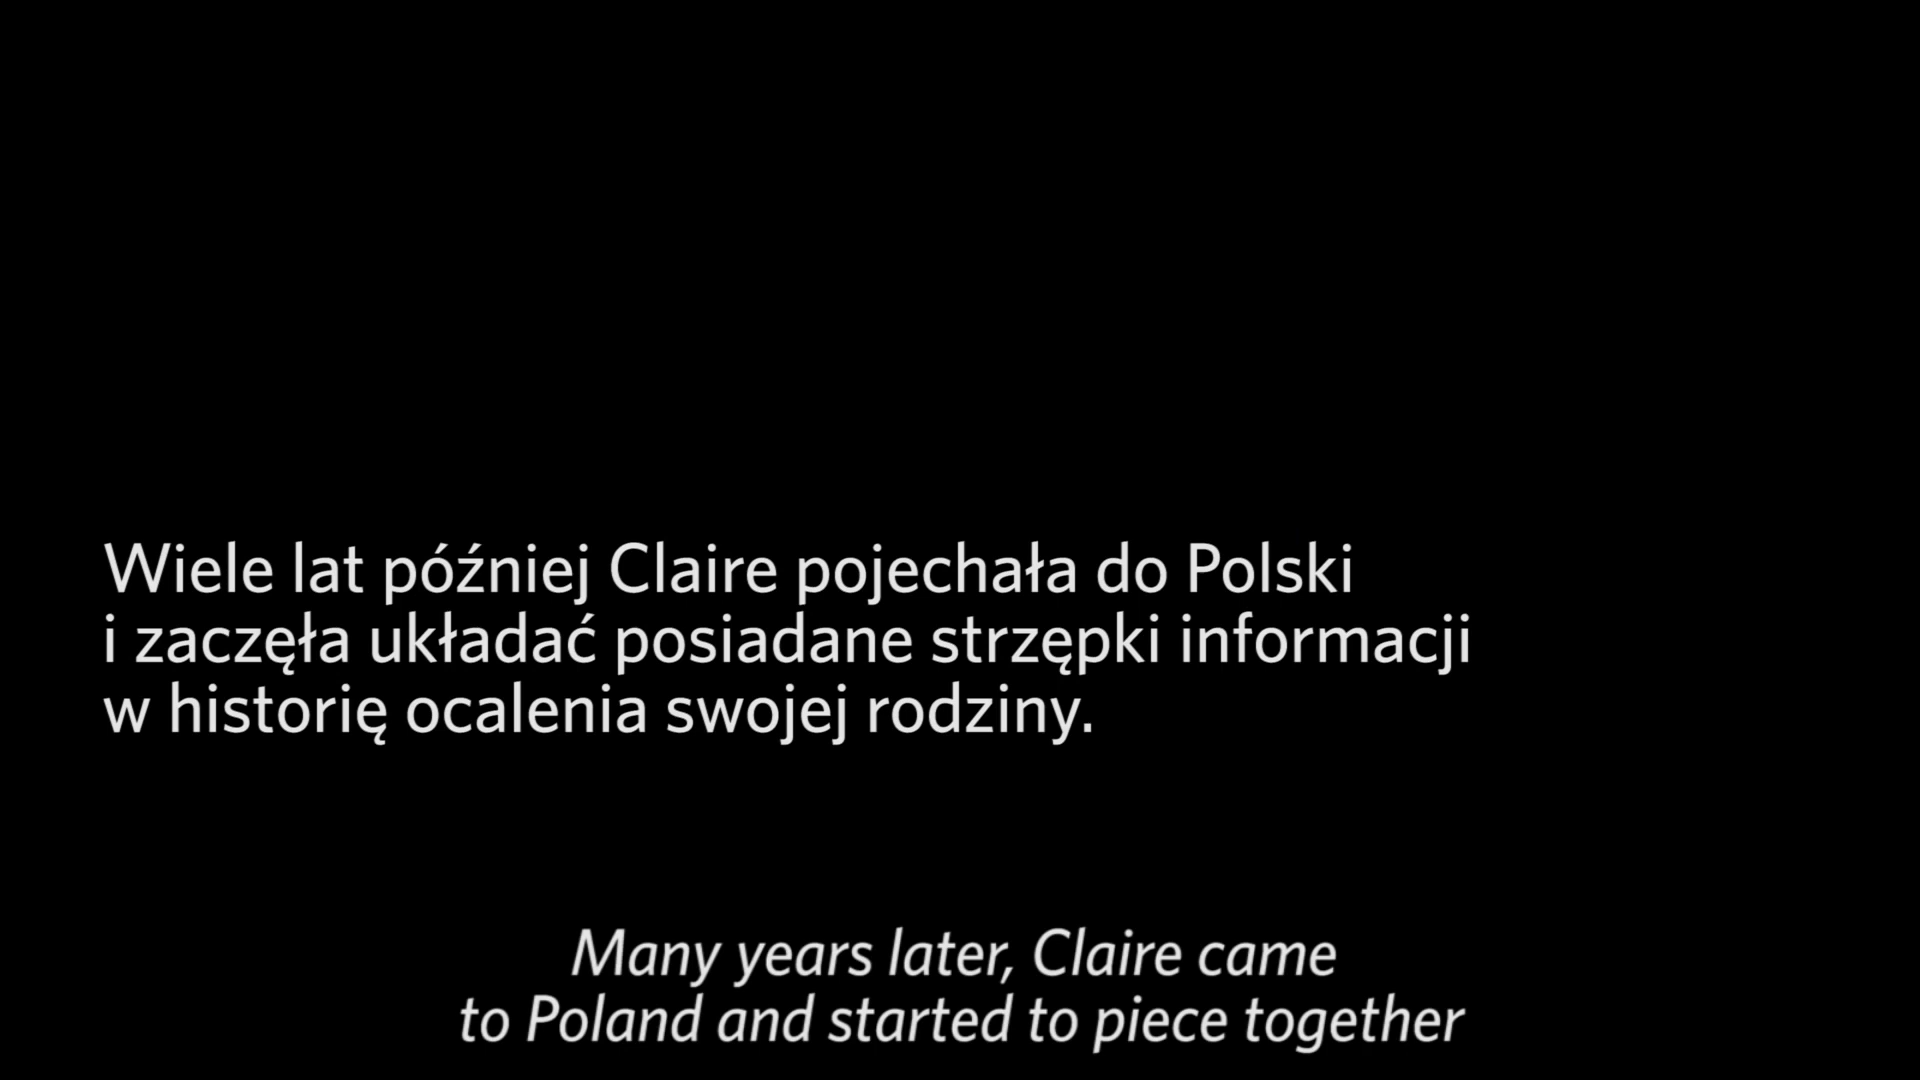 Wiele lat później Claire pojechała do Polski
i zaczęła układać posiadane strzępki informacji
w historię ocalenia swojej rodziny.
Many years later, Claire came
to Poland and started to piece together